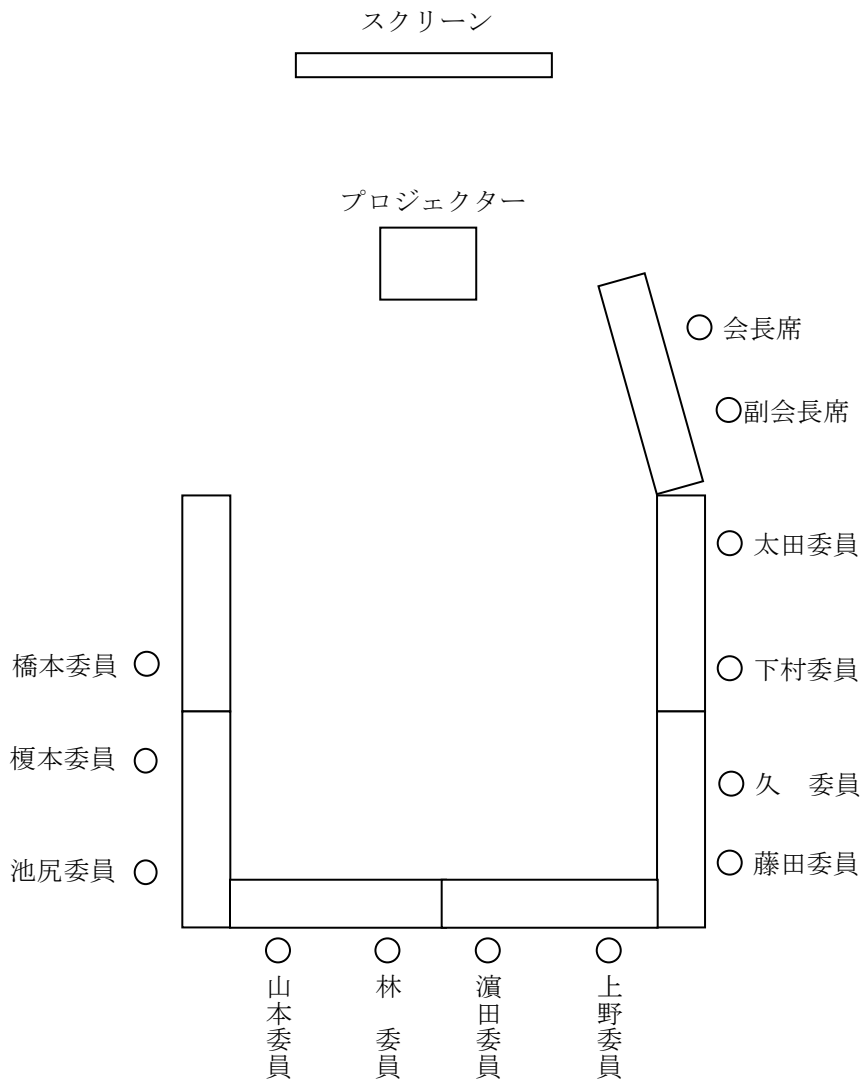 スクリーン
プロジェクター
会長席
副会長席
太田委員
橋本委員
下村委員
榎本委員
久　委員
池尻委員
藤田委員
山本委員
林　委員
濵田委員
上野委員